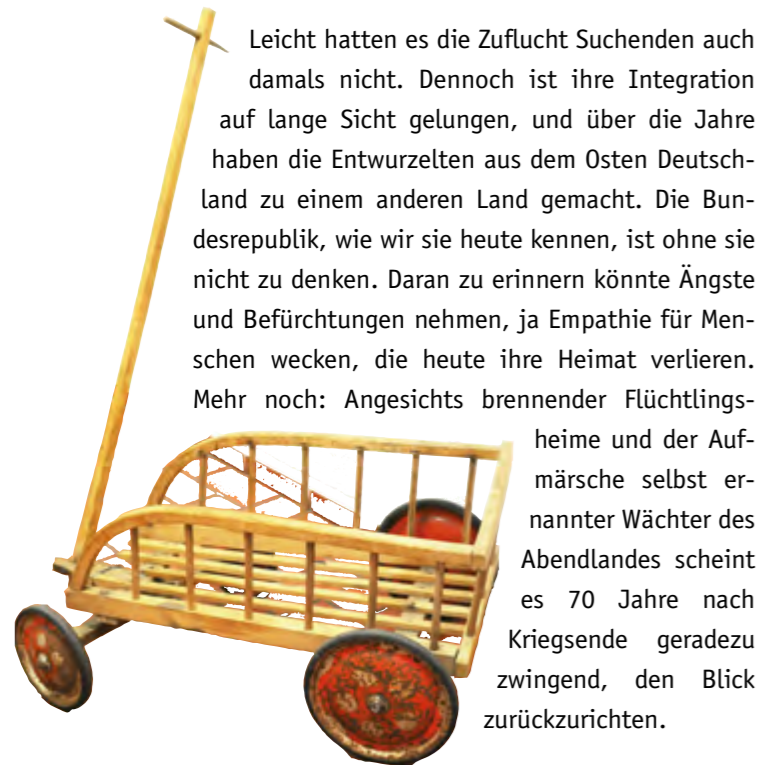 Leicht hatten es die Zuflucht Suchenden auch
damals nicht. Dennoch ist ihre Integration
auf lange Sicht gelungen, und über die Jahre
haben die Entwurzelten aus dem Osten Deutsch-
land zu einem anderen Land gemacht. Die Bun-
desrepublik, wie wir sie heute kennen, ist ohne sie
nicht zu denken. Daran zu erinnern könnte Ängste
und Befürchtungen nehmen, ja Empathie für Men-
schen wecken, die heute ihre Heimat verlieren.
Mehr noch: Angesichts brennender Flüchtlings-
heime und der Auf-
märsche selbst er-
nannter Wächter des
Abendlandes scheint
es 70 Jahre nach
Kriegsende geradezu
zwingend, den Blick
zurückzurichten.